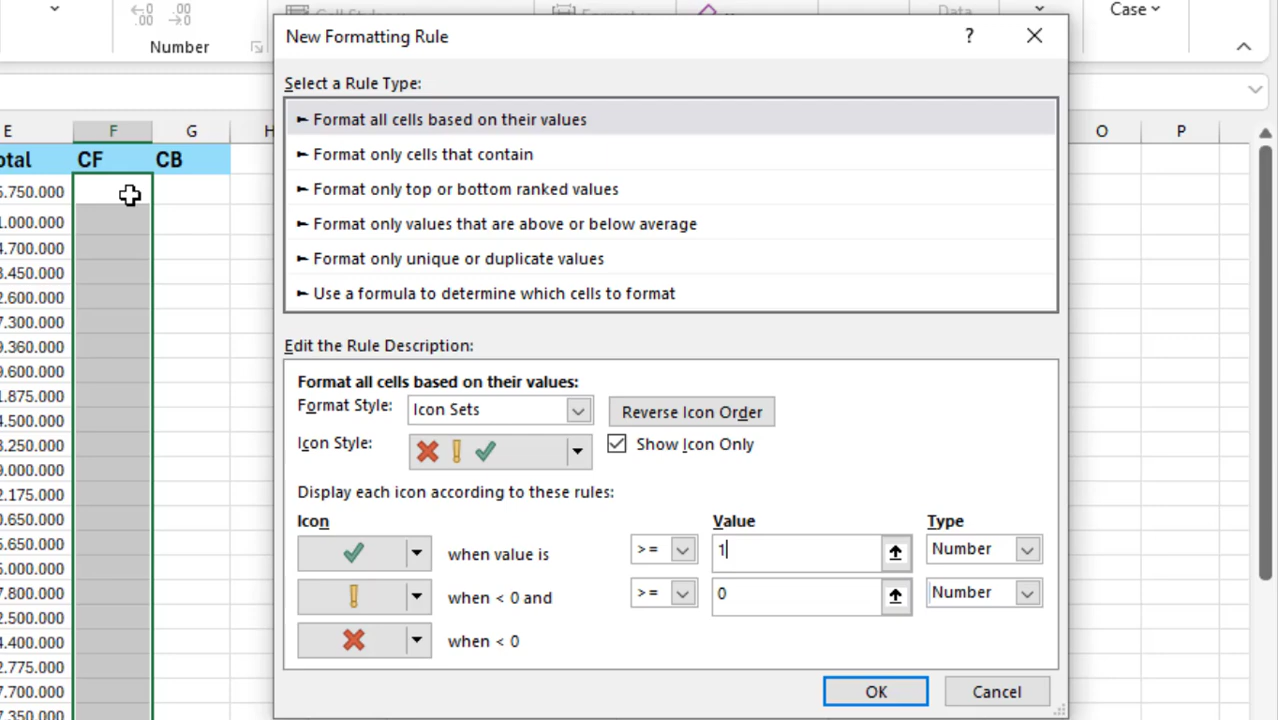 Case
Number
New Formatting Rule
?
Select a Rule Type:
E F G H O P
► Format all cells based on their values
► Format only cells that contain
► Format only top or bottom ranked values
► Format only values that are above or below average
► Format only unique or duplicate values
► Use a formula to determine which cells to format
otal CF CB
5.750.000
1.000.000
4.700
3.450.000
2.600.000
7.300.000
9.360.000
9.600.000
1.875.000
4.500.000
3.250.000
9.000.000
2.175.000
0.650.000
5.650.000
5.000.000
7.800.000
2.500.000
4.400.000
2.775.000
7.700.000
7.350.000
Edit the Rule Description:
Format all cells based on their values:
Format Style: Icon Sets Reverse Icon Order
Icon Style: Show Icon Only
Display each icon according to these rules:
Icon Value Type
when value is >= 1 Number
when < 0 and >= 0 Number
when < 0
OK Cancel